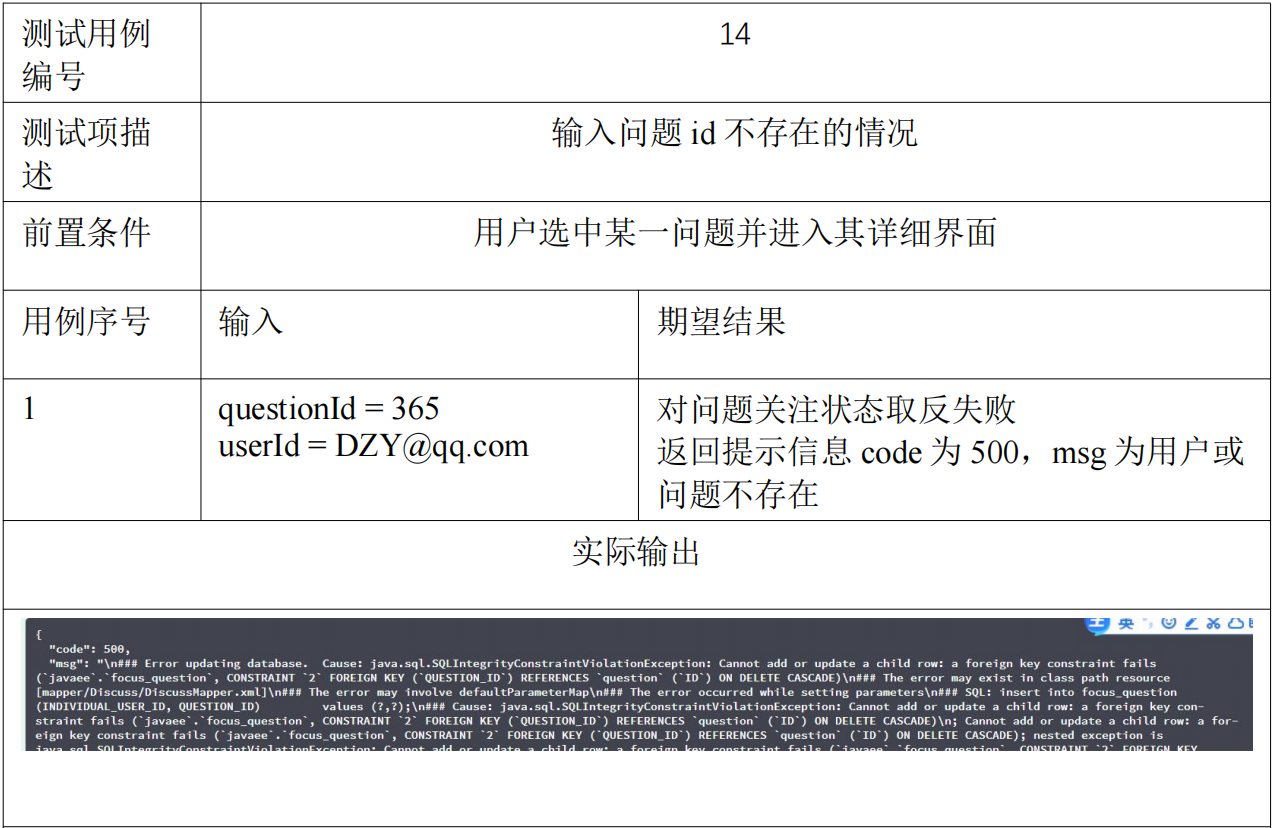 测试用例
编号
14
测试项描
述
输入问题 id 不存在的情况
前置条件
用户选中某一问题并进入其详细界面
用例序号
输入
期望结果
1
questionId = 365
userId = DZY@qq.com
对问题关注状态取反失败
返回提示信息 code 为 500，msg 为用户或
问题不存在
实际输出
英
{
"code": 500,
"msg": "\n### Error updating database.  Cause: java.sql.SQLIntegrityConstraintViolationException: Cannot add or update a child row: a foreign key constraint fails
(`javaee`.`focus_question`, CONSTRAINT `2` FOREIGN KEY (`QUESTION_ID`) REFERENCES `question` (`ID`) ON DELETE CASCADE)\n### The error may exist in class path resource
[mapper/Discuss/DiscussMapper.xml]\n### The error may involve defaultParameterMap\n### The error occurred while setting parameters\n### SQL: insert into focus_question
(INDIVIDUAL_USER_ID, QUESTION_ID)         values (?,?);\n### Cause: java.sql.SQLIntegrityConstraintViolationException: Cannot add or update a child row: a foreign key con-
straint fails (`javaee`.`focus_question`, CONSTRAINT `2` FOREIGN KEY (`QUESTION_ID`) REFERENCES `question` (`ID`) ON DELETE CASCADE)\n; Cannot add or update a child row: a for-
eign key constraint fails (`javaee`.`focus_question`, CONSTRAINT `2` FOREIGN KEY (`QUESTION_ID`) REFERENCES `question` (`ID`) ON DELETE CASCADE); nested exception is
java.sql.SQLIntegrityConstraintViolationException: Cannot add or update a child row: a foreign key constraint fails (`javaee`.`focus_question`, CONSTRAINT `2` FOREIGN KEY